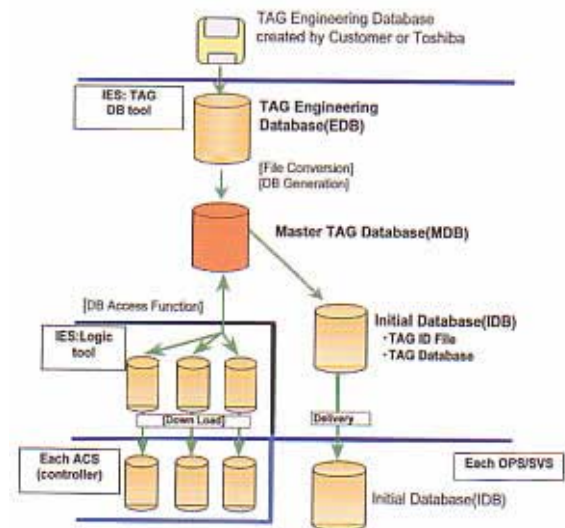 TAG Engineering Database
created by Customer or Toshiba
IES: TAG
DB tool
TAG Engineering
Database(EDB)
[File Conversion]
[DB Generation]
Master TAG Database(MDB)
[DB Access Function]
IES:Logic
tool
Initial Database(IDB)
・TAG ID File
・TAG Database
[Down Load]
Delivery
Each ACS
(controller)
Each OPS/SVS
Initial Database(IDB)